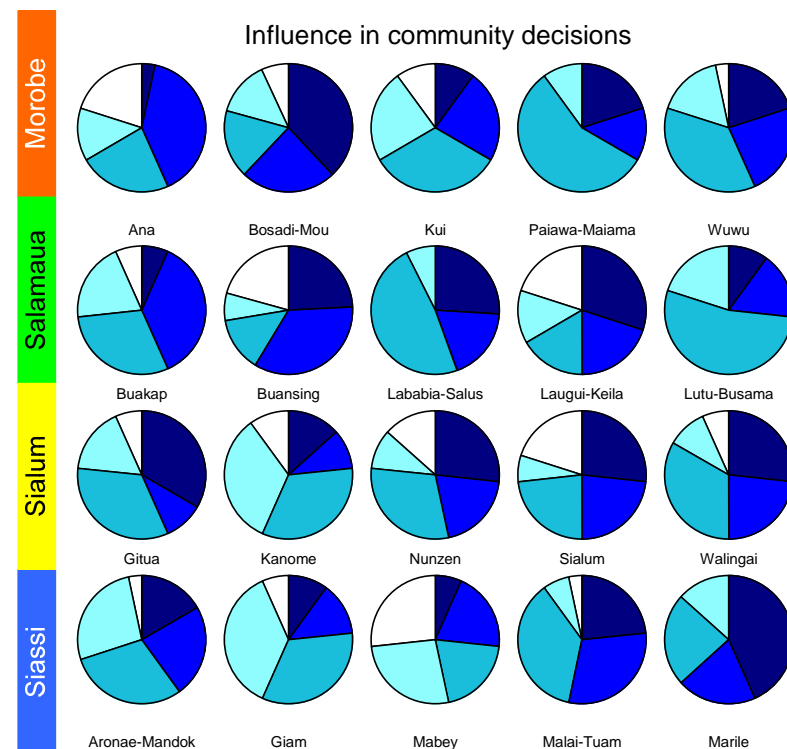 Influence in community decisions
Morobe
Ana
Bosadi-Mou
Kui
Paiawa-Maiama
Wuwu
Salamaua
Buakap
Buansing
Lababia-Salus
Laugui-Keila
Lutu-Busama
Sialum
Gitua
Kanome
Nunzen
Sialum
Walingai
Siassi
Aronae-Mandok
Giam
Mabey
Malai-Tuam
Marile